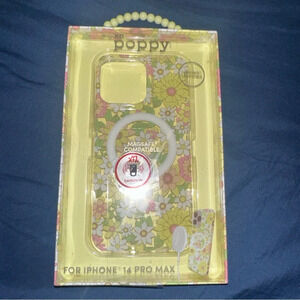 poppy
MAGSAFE®
COMPATIBLE
FOR IPHONE® 14 PRO MAX